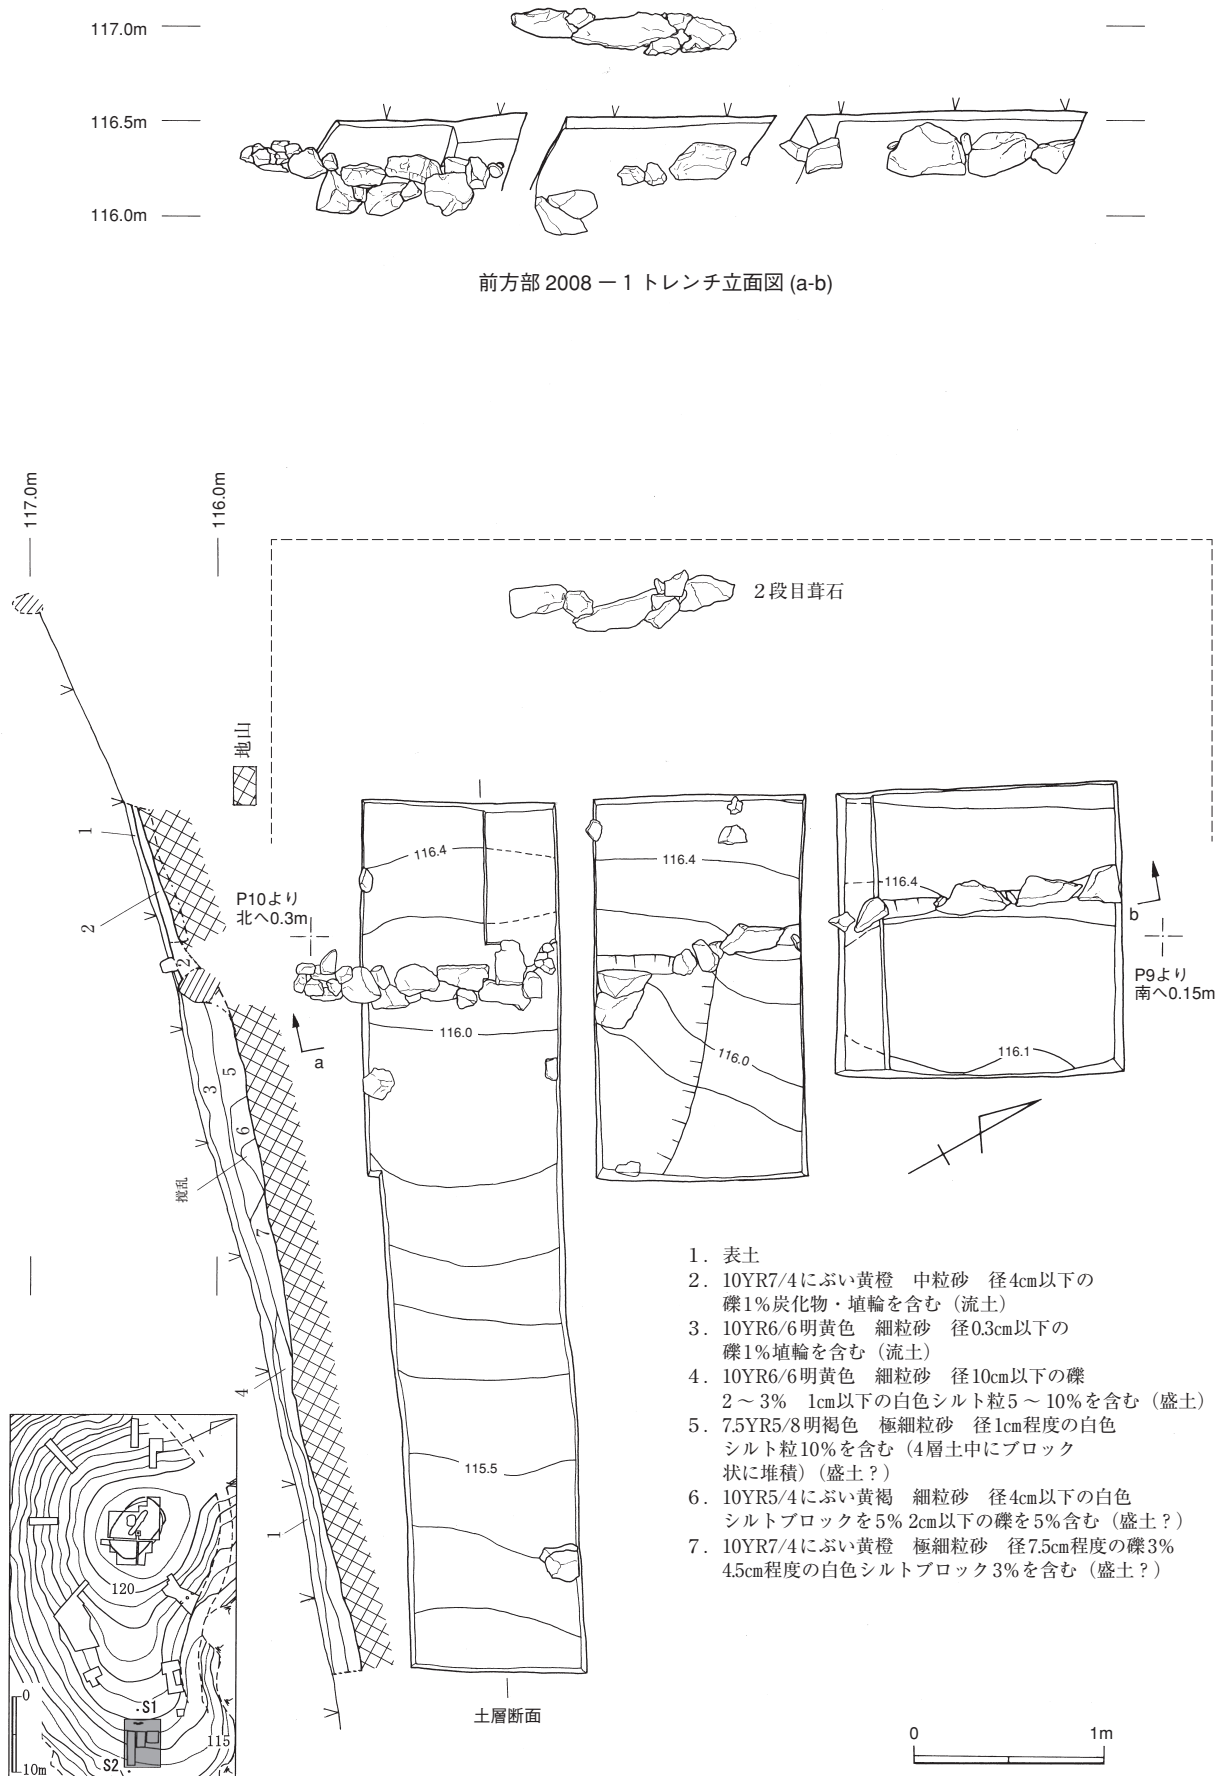 117.0m
116.5m
116.0m
前方部 2008 － 1 トレンチ立面図 (a-b)
117.0m
116.0m
2段目葺石
地山
1
2
P10より
北へ0.3m
116.4
116.4
116.4
b
P9より
南へ0.15m
2
a
116.0
116.0
116.1
3
5
6
攪乱
7
4
1
115.5
土層断面
1. 表土
2. 10YR7/4にぶい黄橙 中粒砂 径4cm以下の
礫1%炭化物・埴輪を含む（流土）
3. 10YR6/6明黄色 細粒砂 径0.3cm以下の
礫1%埴輪を含む（流土）
4. 10YR6/6明黄色 細粒砂 径10cm以下の礫
2～3% 1cm以下の白色シルト粒5～10%を含む（盛土）
5. 7.5YR5/8明褐色 極細粒砂 径1cm程度の白色
シルト粒10%を含む（4層土中にブロック
状に堆積）（盛土？）
6. 10YR5/4にぶい黄褐 細粒砂 径4cm以下の白色
シルトブロックを5% 2cm以下の礫を5%含む（盛土？）
7. 10YR7/4にぶい黄橙 極細粒砂 径7.5cm程度の礫3%
4.5cm程度の白色シルトブロック3%を含む（盛土？）
120
S1
115
S2
0
10m
0 1m